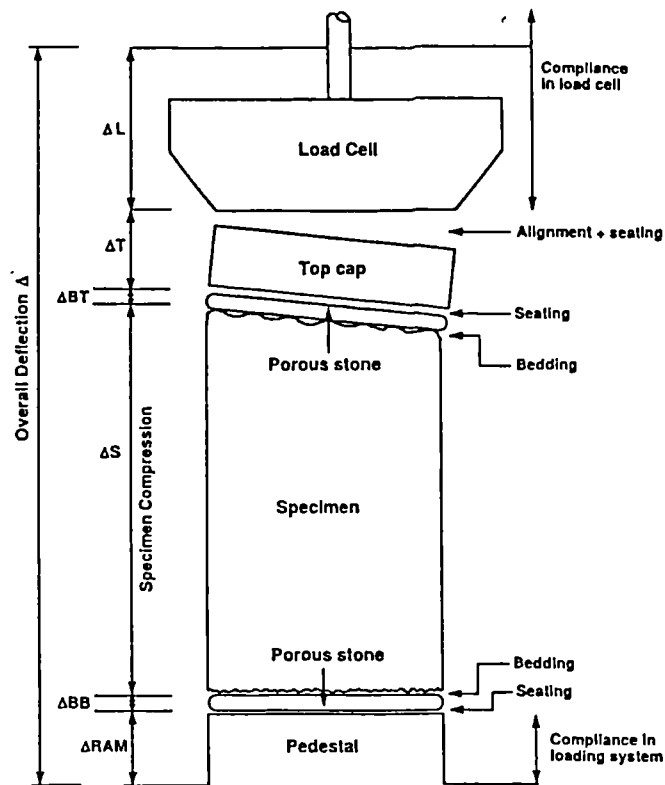 Compliance
in load cell
ΔL
Load Cell
Alignment + seating
ΔT
Top cap
ΔBT
Seating
Porous stone
Bedding
Overall Deflection Δ
ΔS
Specimen Compression
Specimen
Porous stone
Bedding
ΔBB
Seating
ΔRAM
Pedestal
Compliance in
loading system